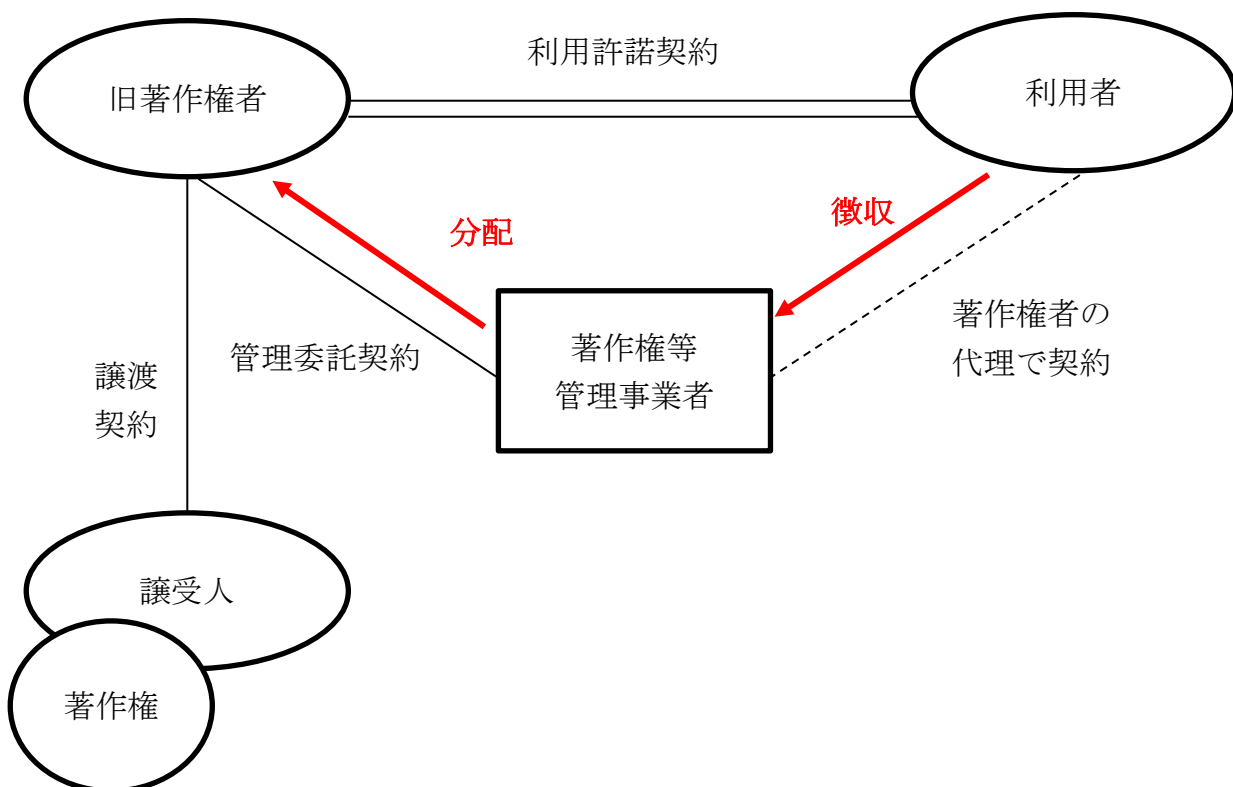 利用許諾契約
旧著作権者
利用者
分配
徴収
管理委託契約
著作権等
管理事業者
著作権者の
代理で契約
譲渡
契約
譲受人
著作権